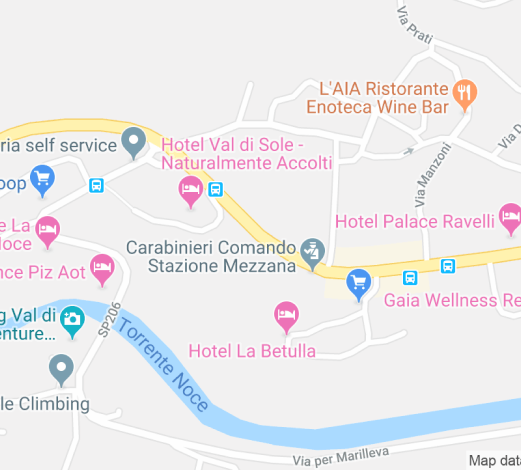 Via Prati
L'AIA Ristorante
Enoteca Wine Bar
ria self service
Hotel Val di Sole -
Naturalmente Accolti
Via D
oop
Via Manzoni
e La
loce
Hotel Palace Ravelli
Carabinieri Comando
Stazione Mezzana
nce Piz Aot
Gaia Wellness Re
g Val di
enture...
SP206
Torrente Noce
Hotel La Betulla
le Climbing
Via per Marilleva
Map data